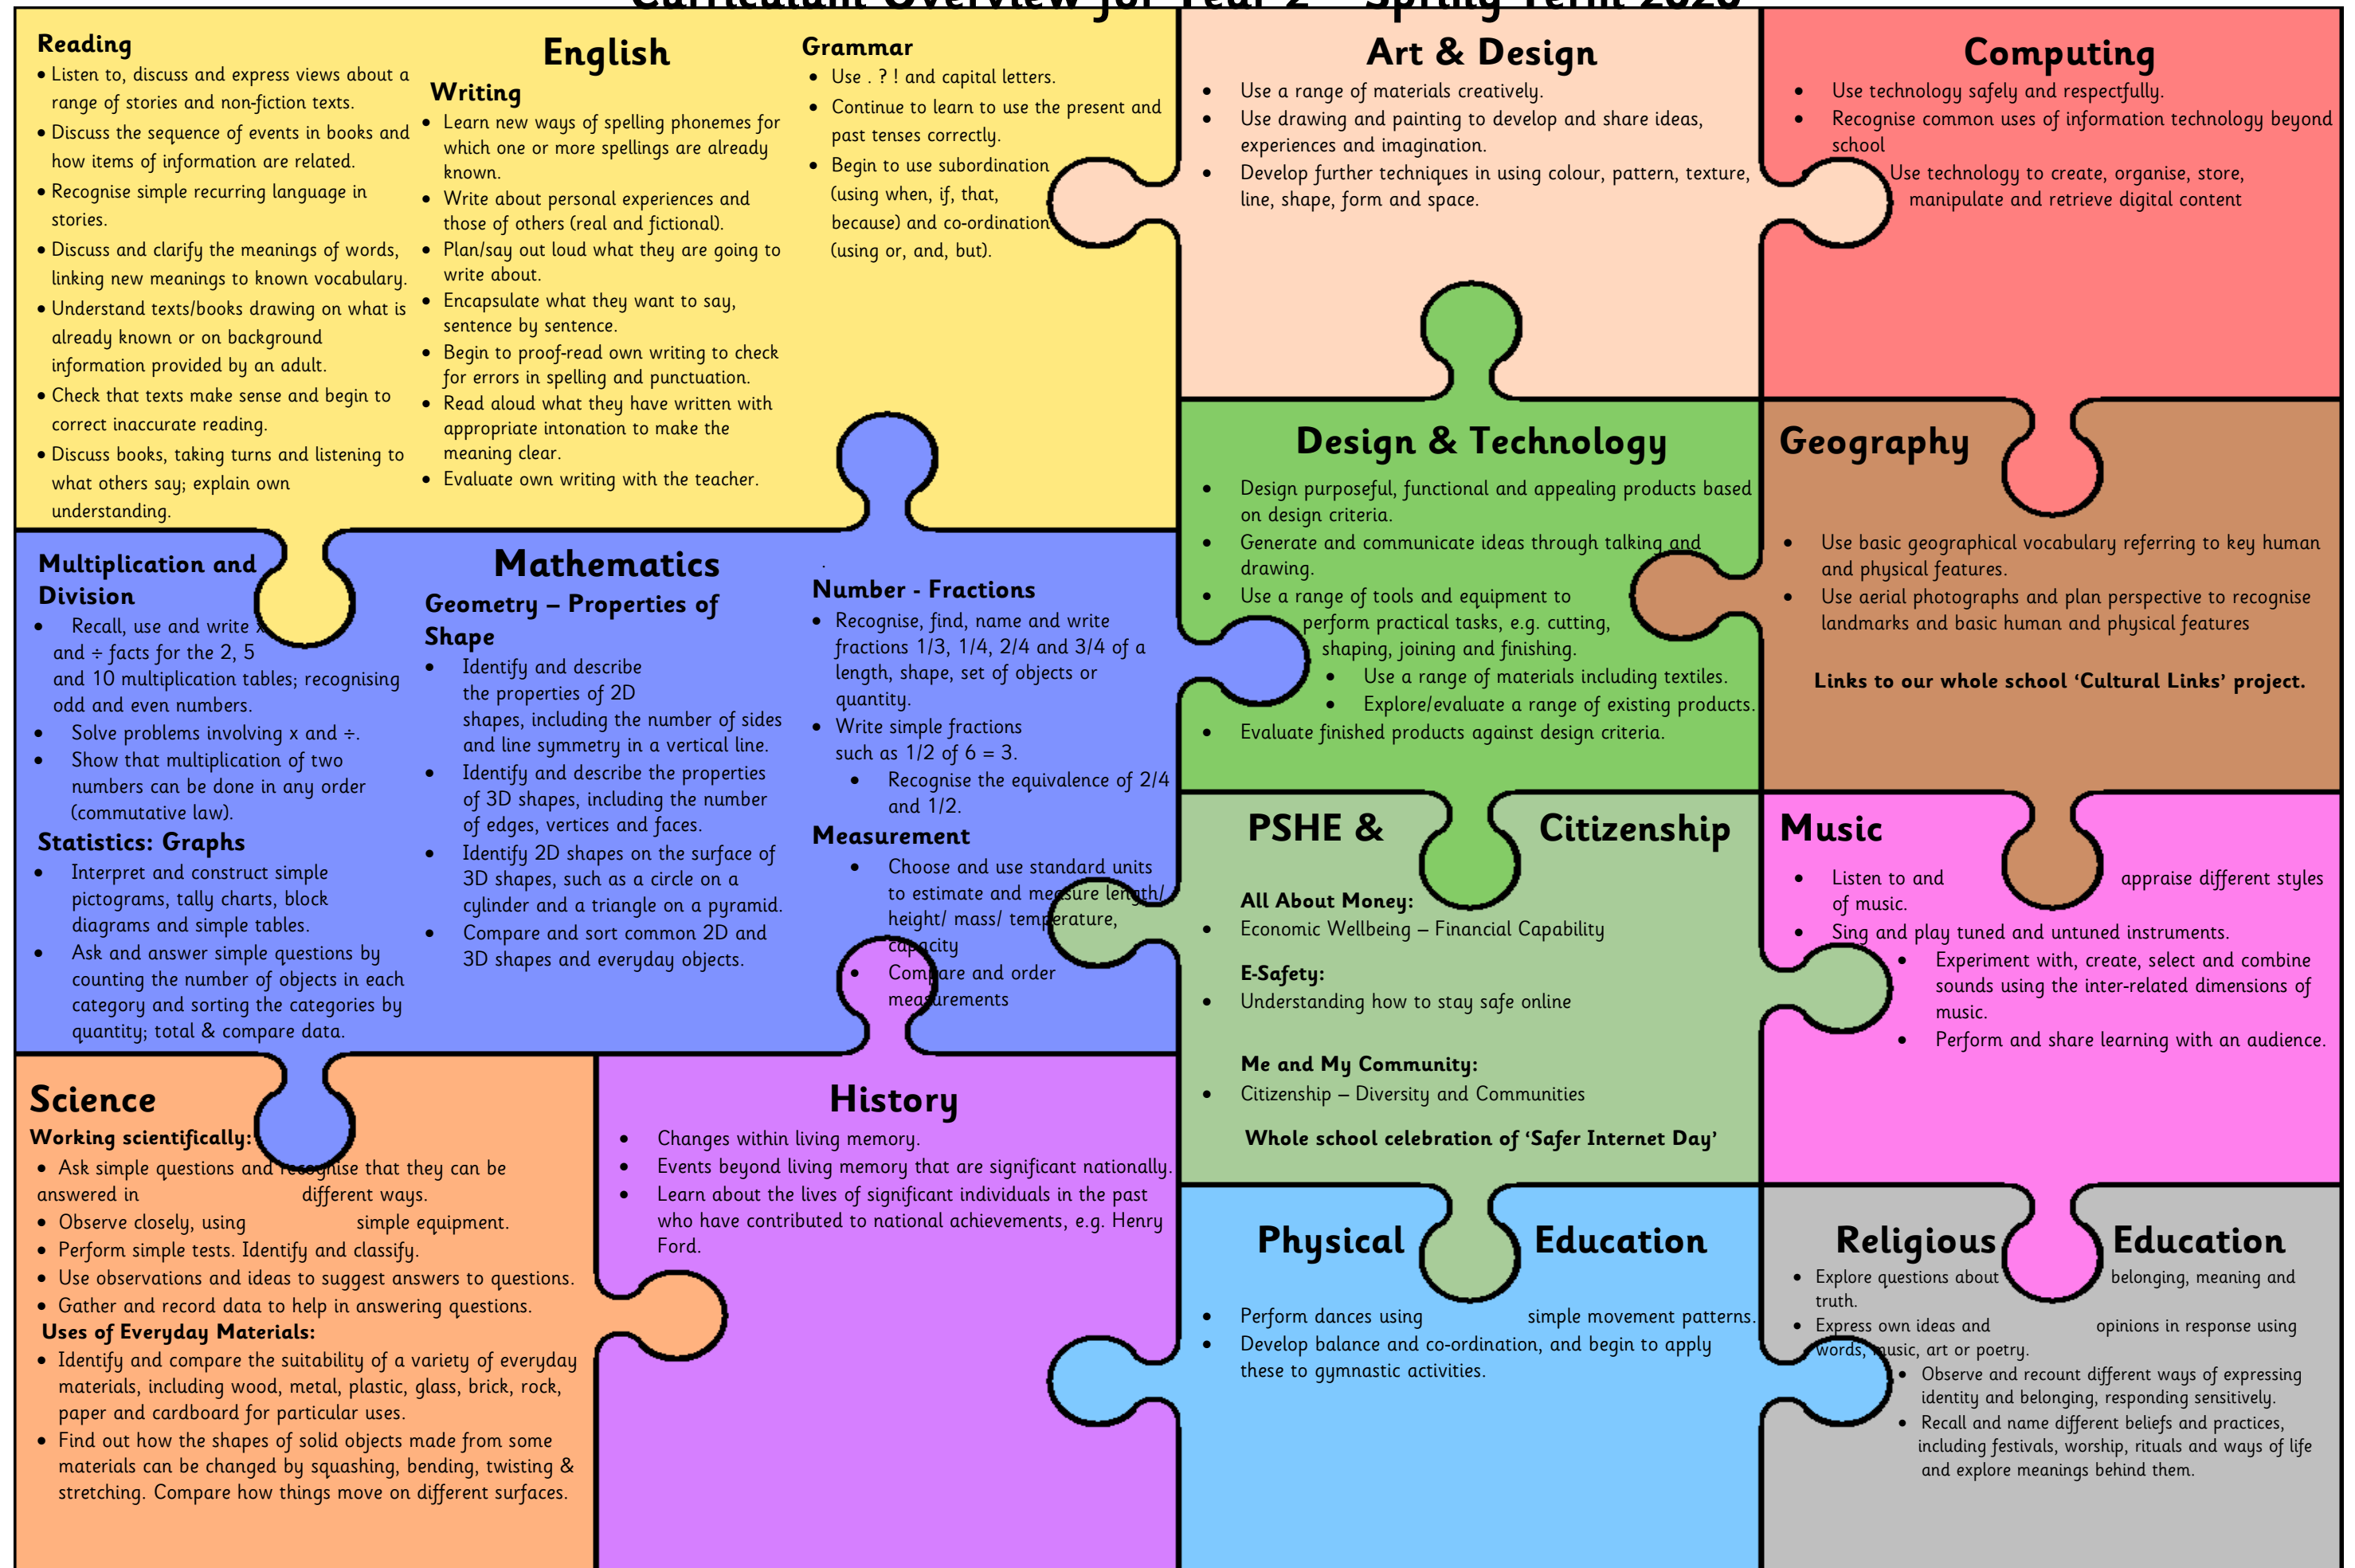 Curriculum Overview for Year 2 – Spring Term 2026
Reading
• Listen to, discuss and express views about a
range of stories and non-fiction texts.
• Discuss the sequence of events in books and
how items of information are related.
• Recognise simple recurring language in
stories.
• Discuss and clarify the meanings of words,
linking new meanings to known vocabulary.
• Understand texts/books drawing on what is
already known or on background
information provided by an adult.
• Check that texts make sense and begin to
correct inaccurate reading.
• Discuss books, taking turns and listening to
what others say; explain own
understanding.
English
Writing
• Learn new ways of spelling phonemes for
which one or more spellings are already
known.
• Write about personal experiences and
those of others (real and fictional).
• Plan/say out loud what they are going to
write about.
• Encapsulate what they want to say,
sentence by sentence.
• Begin to proof-read own writing to check
for errors in spelling and punctuation.
• Read aloud what they have written with
appropriate intonation to make the
meaning clear.
• Evaluate own writing with the teacher.
Grammar
• Use . ? ! and capital letters.
• Continue to learn to use the present and
past tenses correctly.
• Begin to use subordination
(using when, if, that,
because) and co-ordination
(using or, and, but).
Art & Design
• Use a range of materials creatively.
• Use drawing and painting to develop and share ideas,
experiences and imagination.
• Develop further techniques in using colour, pattern, texture,
line, shape, form and space.
Computing
• Use technology safely and respectfully.
• Recognise common uses of information technology beyond
school
Use technology to create, organise, store,
manipulate and retrieve digital content
Design & Technology
• Design purposeful, functional and appealing products based
on design criteria.
• Generate and communicate ideas through talking and
drawing.
• Use a range of tools and equipment to
perform practical tasks, e.g. cutting,
shaping, joining and finishing.
• Use a range of materials including textiles.
• Explore/evaluate a range of existing products.
• Evaluate finished products against design criteria.
Geography
• Use basic geographical vocabulary referring to key human
and physical features.
• Use aerial photographs and plan perspective to recognise
landmarks and basic human and physical features
Links to our whole school ‘Cultural Links’ project.
Multiplication and
Division
• Recall, use and write x
and ÷ facts for the 2, 5
and 10 multiplication tables; recognising
odd and even numbers.
• Solve problems involving x and ÷.
• Show that multiplication of two
numbers can be done in any order
(commutative law).
Statistics: Graphs
• Interpret and construct simple
pictograms, tally charts, block
diagrams and simple tables.
• Ask and answer simple questions by
counting the number of objects in each
category and sorting the categories by
quantity; total & compare data.
Mathematics
Geometry – Properties of
Shape
• Identify and describe
the properties of 2D
shapes, including the number of sides
and line symmetry in a vertical line.
• Identify and describe the properties
of 3D shapes, including the number
of edges, vertices and faces.
• Identify 2D shapes on the surface of
3D shapes, such as a circle on a
cylinder and a triangle on a pyramid.
• Compare and sort common 2D and
3D shapes and everyday objects.
.
Number - Fractions
• Recognise, find, name and write
fractions 1/3, 1/4, 2/4 and 3/4 of a
length, shape, set of objects or
quantity.
• Write simple fractions
such as 1/2 of 6 = 3.
• Recognise the equivalence of 2/4
and 1/2.
Measurement
• Choose and use standard units
to estimate and measure length/
height/ mass/ temperature,
capacity
• Compare and order
measurements
PSHE & Citizenship
All About Money:
• Economic Wellbeing – Financial Capability
E-Safety:
• Understanding how to stay safe online
Me and My Community:
• Citizenship – Diversity and Communities
Whole school celebration of ‘Safer Internet Day’
Music
• Listen to and appraise different styles
of music.
• Sing and play tuned and untuned instruments.
• Experiment with, create, select and combine
sounds using the inter-related dimensions of
music.
• Perform and share learning with an audience.
Science
Working scientifically:
• Ask simple questions and recognise that they can be
answered in different ways.
• Observe closely, using simple equipment.
• Perform simple tests. Identify and classify.
• Use observations and ideas to suggest answers to questions.
• Gather and record data to help in answering questions.
Uses of Everyday Materials:
• Identify and compare the suitability of a variety of everyday
materials, including wood, metal, plastic, glass, brick, rock,
paper and cardboard for particular uses.
• Find out how the shapes of solid objects made from some
materials can be changed by squashing, bending, twisting &
stretching. Compare how things move on different surfaces.
History
• Changes within living memory.
• Events beyond living memory that are significant nationally.
• Learn about the lives of significant individuals in the past
who have contributed to national achievements, e.g. Henry
Ford.
Physical Education
• Perform dances using simple movement patterns.
• Develop balance and co-ordination, and begin to apply
these to gymnastic activities.
Religious Education
• Explore questions about belonging, meaning and
truth.
• Express own ideas and opinions in response using
words, music, art or poetry.
• Observe and recount different ways of expressing
identity and belonging, responding sensitively.
• Recall and name different beliefs and practices,
including festivals, worship, rituals and ways of life
and explore meanings behind them.